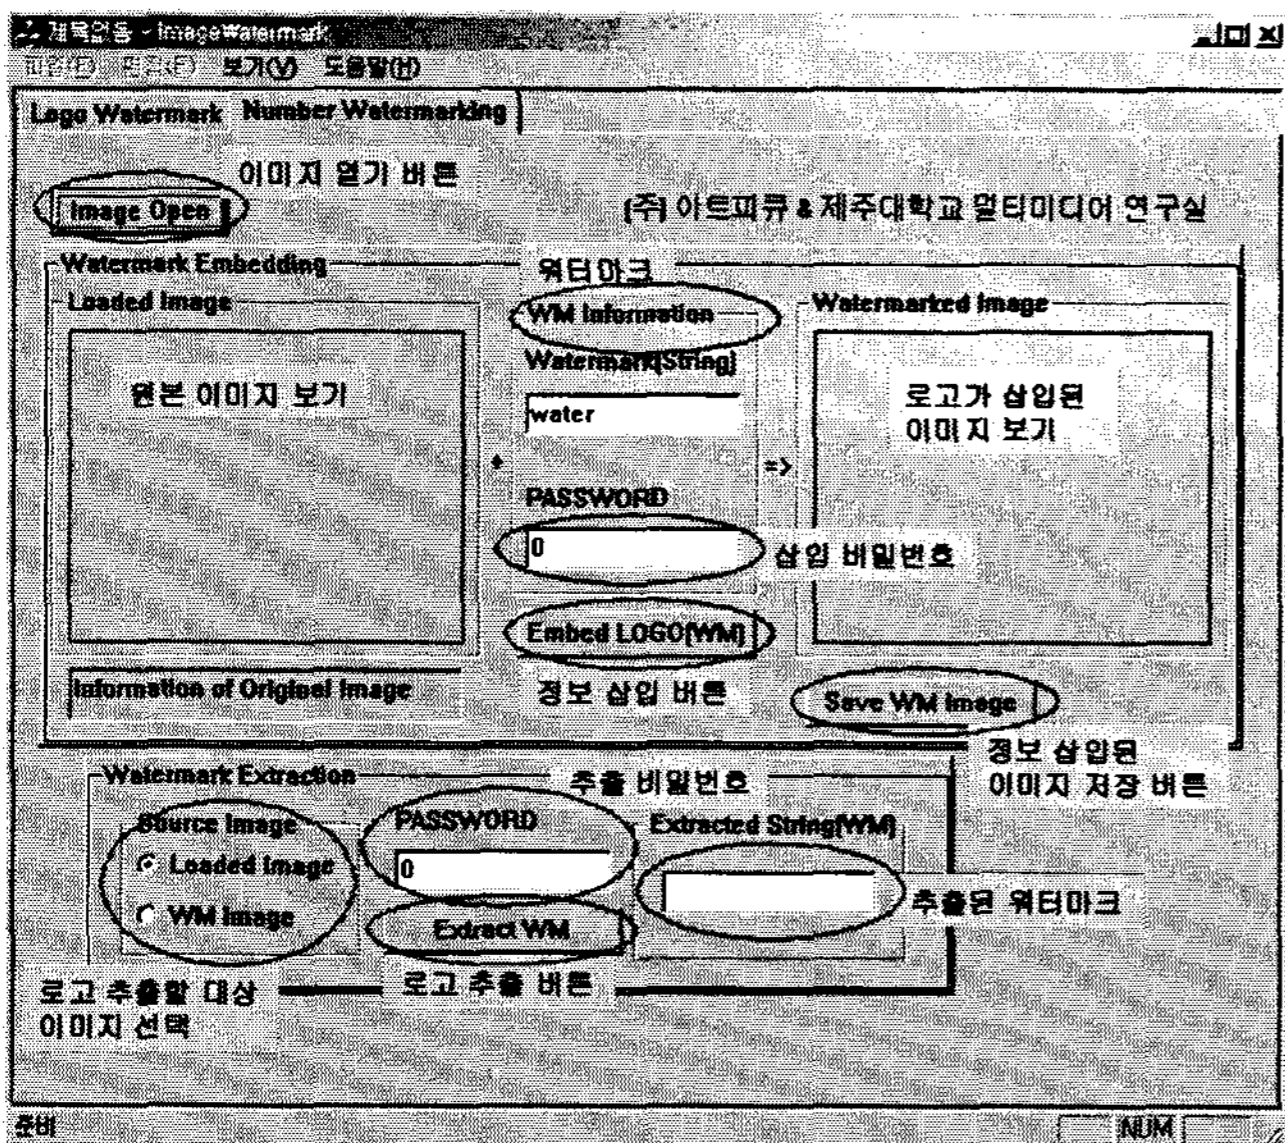 제목없음 - ImageWatermark
파일(F) 편집(E) 보기(V) 도움말(H)
Logo Watermark Number Watermarking
이미지 열기 버튼
Image Open
(주) 아트피큐 & 제주대학교 멀티미디어 연구실
Watermark Embedding
워터마크
Loaded Image
WM Information
Watermarked Image
Watermark(String)
원본 이미지 보기
water
로고가 삽입된
이미지 보기
+
=>
PASSWORD
0
삽입 비밀번호
Embed LOGO(WM)
Information of Original Image
정보 삽입 버튼
Save WM Image
정보 삽입된
이미지 저장 버튼
Watermark Extraction
추출 비밀번호
Source Image
PASSWORD
Extracted String(WM)
Loaded Image
0
WM Image
Extract WM
추출된 워터마크
로고 추출할 대상
이미지 선택
로고 추출 버튼
준비
NUM